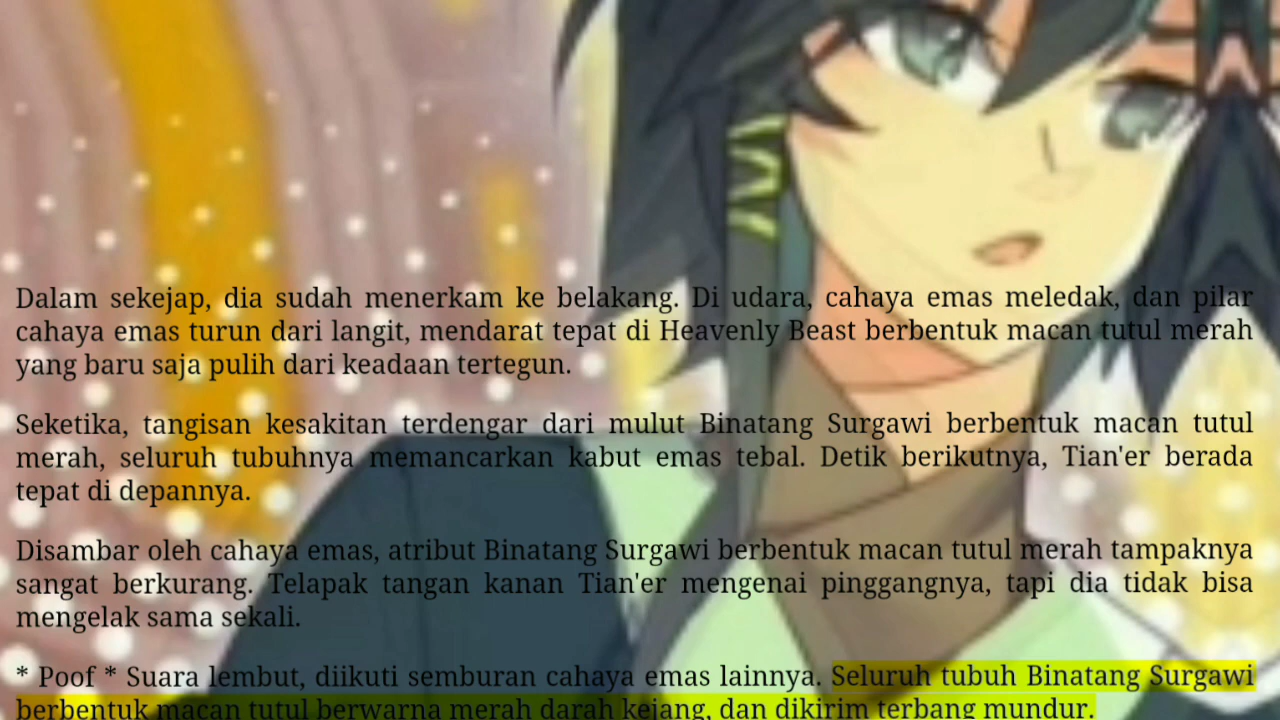 Dalam sekejap, dia sudah menerkam ke belakang. Di udara, cahaya emas meledak, dan pilar
cahaya emas turun dari langit, mendarat tepat di Heavenly Beast berbentuk macan tutul merah
yang baru saja pulih dari keadaan tertegun.
Seketika, tangisan kesakitan terdengar dari mulut Binatang Surgawi berbentuk macan tutul
merah, seluruh tubuhnya memancarkan kabut emas tebal. Detik berikutnya, Tian'er berada
tepat di depannya.
Disambar oleh cahaya emas, atribut Binatang Surgawi berbentuk macan tutul merah tampaknya
sangat berkurang. Telapak tangan kanan Tian'er mengenai pinggangnya, tapi dia tidak bisa
mengelak sama sekali.
* Poof * Suara lembut, diikuti semburan cahaya emas lainnya. Seluruh tubuh Binatang Surgawi
berbentuk macan tutul berwarna merah darah kejang, dan dikirim terbang mundur.